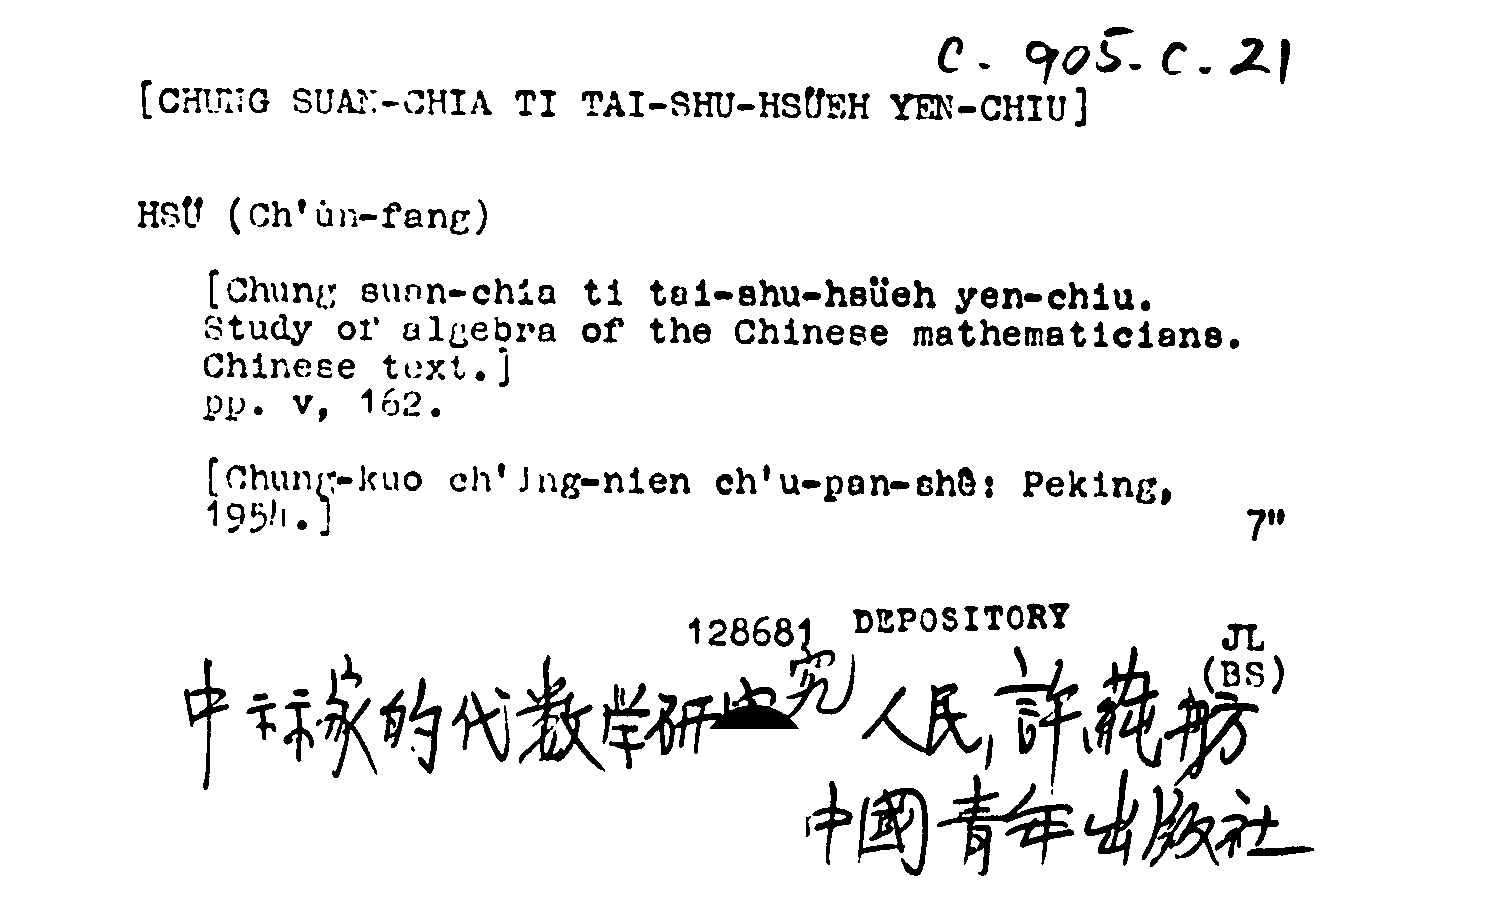 C. 905. C. 21
[CHUNG SUAN-CHIA TI TAI-SHU-HSÜEH YEN-CHIU]
HSÜ (Ch'ün-fang)
[Chung suan-chia ti tai-shu-hsüeh yen-chiu.
Study of algebra of the Chinese mathematicians.
Chinese text.]
pp. v, 162.
[Chung-kuo ch'ing-nien ch'u-pan-shê: Peking,
1954.]
7"
128681 DEPOSITORY JL
(BS)
中祘家的代数学研究 人民, 許蒓舫
中國青年出版社